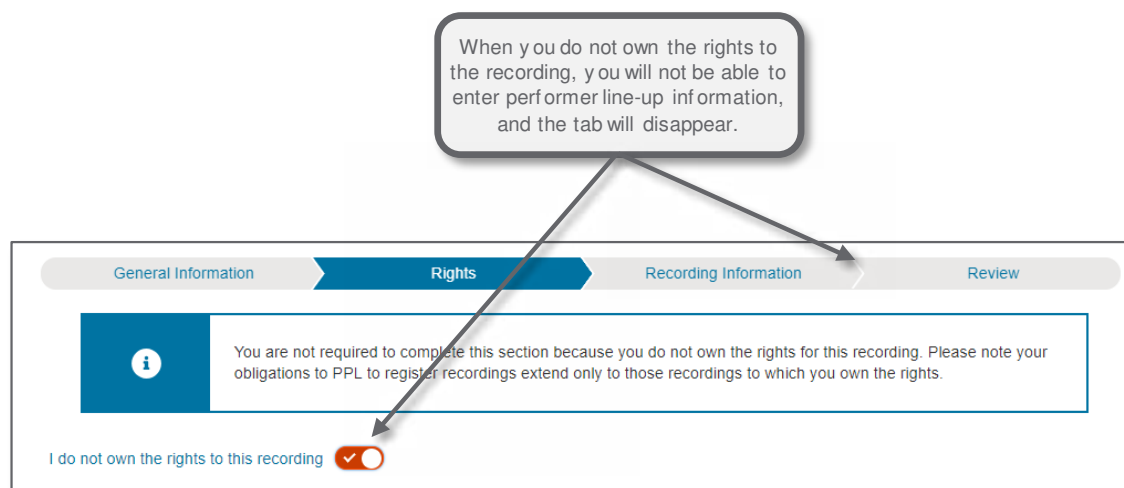 When you do not own the rights to
the recording, you will not be able to
enter performer line-up information,
and the tab will disappear.
General Information
Rights
Recording Information
Review
You are not required to complete this section because you do not own the rights for this recording. Please note your
obligations to PPL to register recordings extend only to those recordings to which you own the rights.
I do not own the rights to this recording